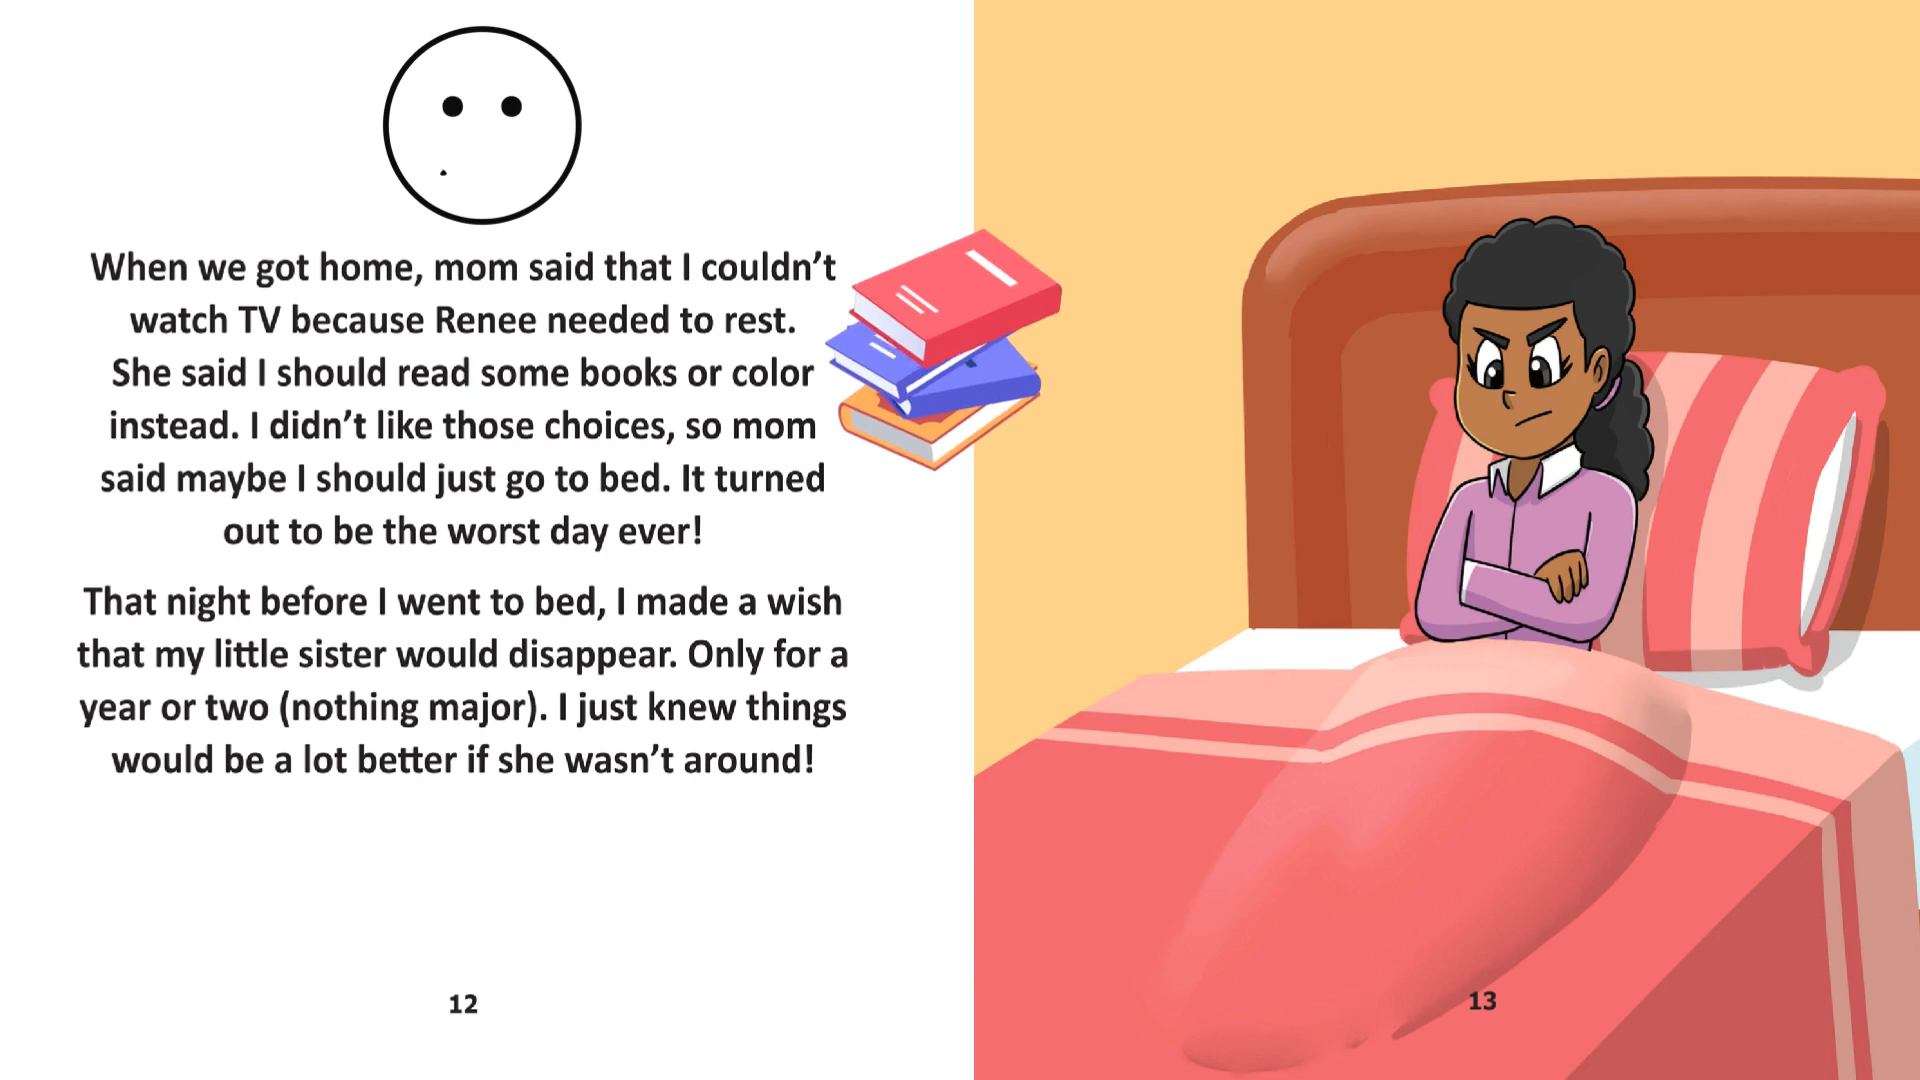 When we got home, mom said that I couldn’t
watch TV because Renee needed to rest.
She said I should read some books or color
instead. I didn’t like those choices, so mom
said maybe I should just go to bed. It turned
out to be the worst day ever!
That night before I went to bed, I made a wish
that my little sister would disappear. Only for a
year or two (nothing major). I just knew things
would be a lot better if she wasn’t around!
12
13